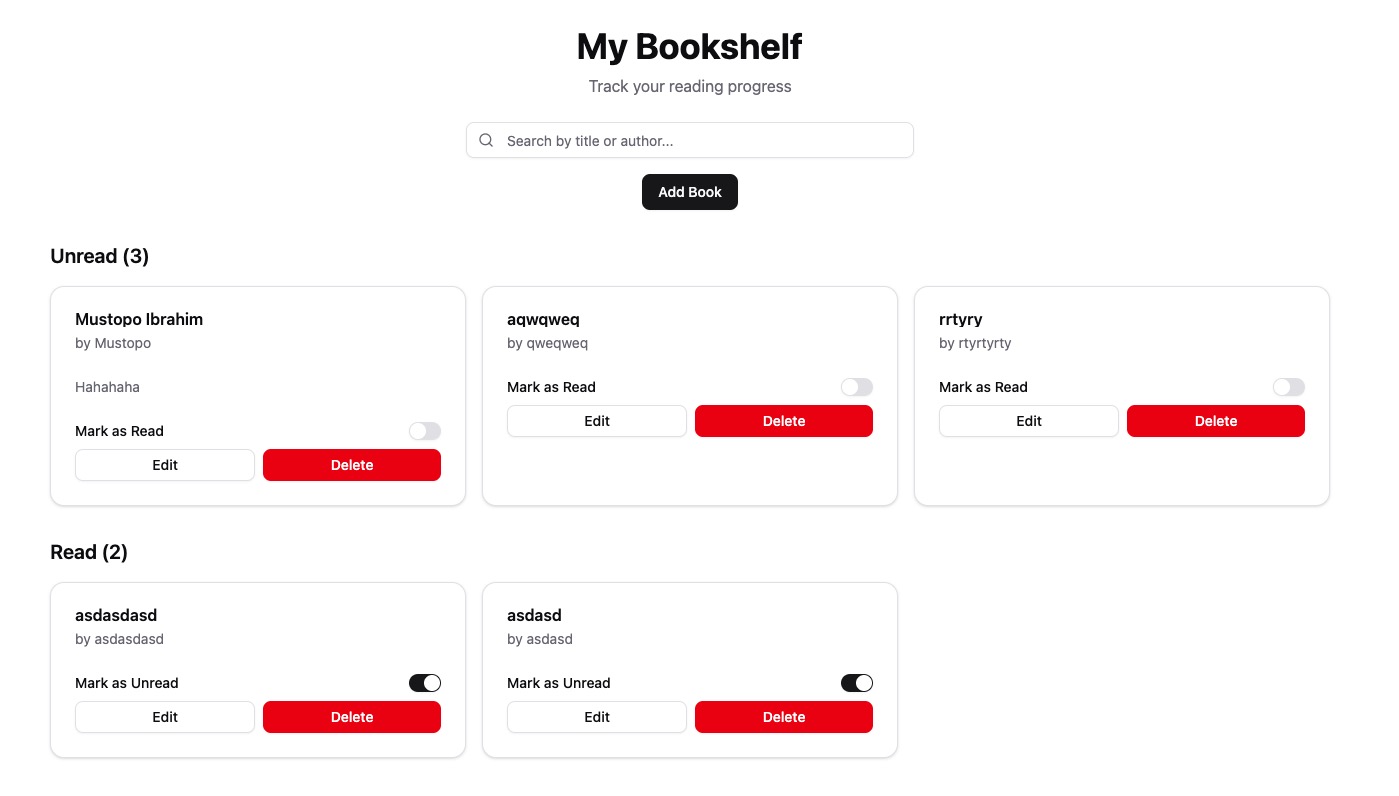 My Bookshelf
Track your reading progress
Search by title or author...
Add Book
Unread (3)
Mustopo Ibrahim
by Mustopo
Hahahaha
Mark as Read
Edit
Delete
aqwqweq
by qweqweq
Mark as Read
Edit
Delete
rrtyry
by rtyrtyrty
Mark as Read
Edit
Delete
Read (2)
asdasdasd
by asdasdasd
Mark as Unread
Edit
Delete
asdasd
by asdasd
Mark as Unread
Edit
Delete